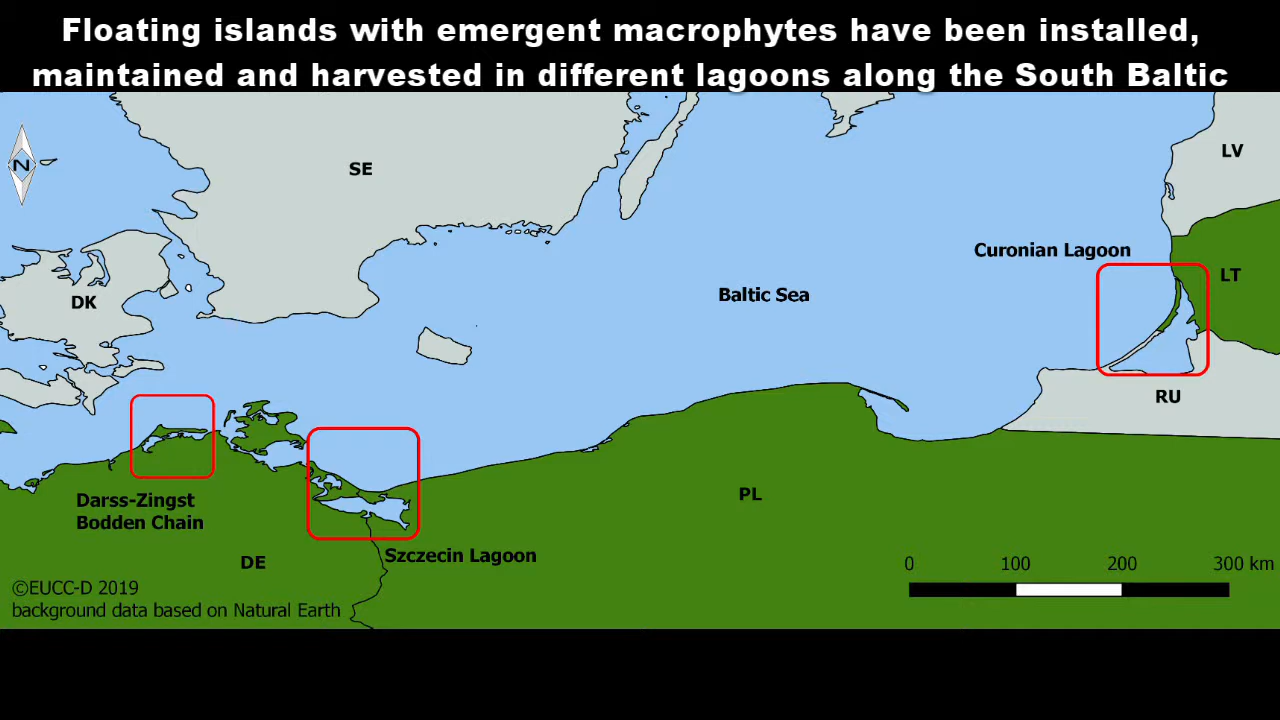 Floating islands with emergent macrophytes have been installed,
maintained and harvested in different lagoons along the South Baltic
N
SE
LV
Curonian Lagoon
LT
DK
Baltic Sea
RU
Darss-Zingst
Bodden Chain
PL
DE
Szczecin Lagoon
0 100 200 300 km
©EUCC-D 2019
background data based on Natural Earth